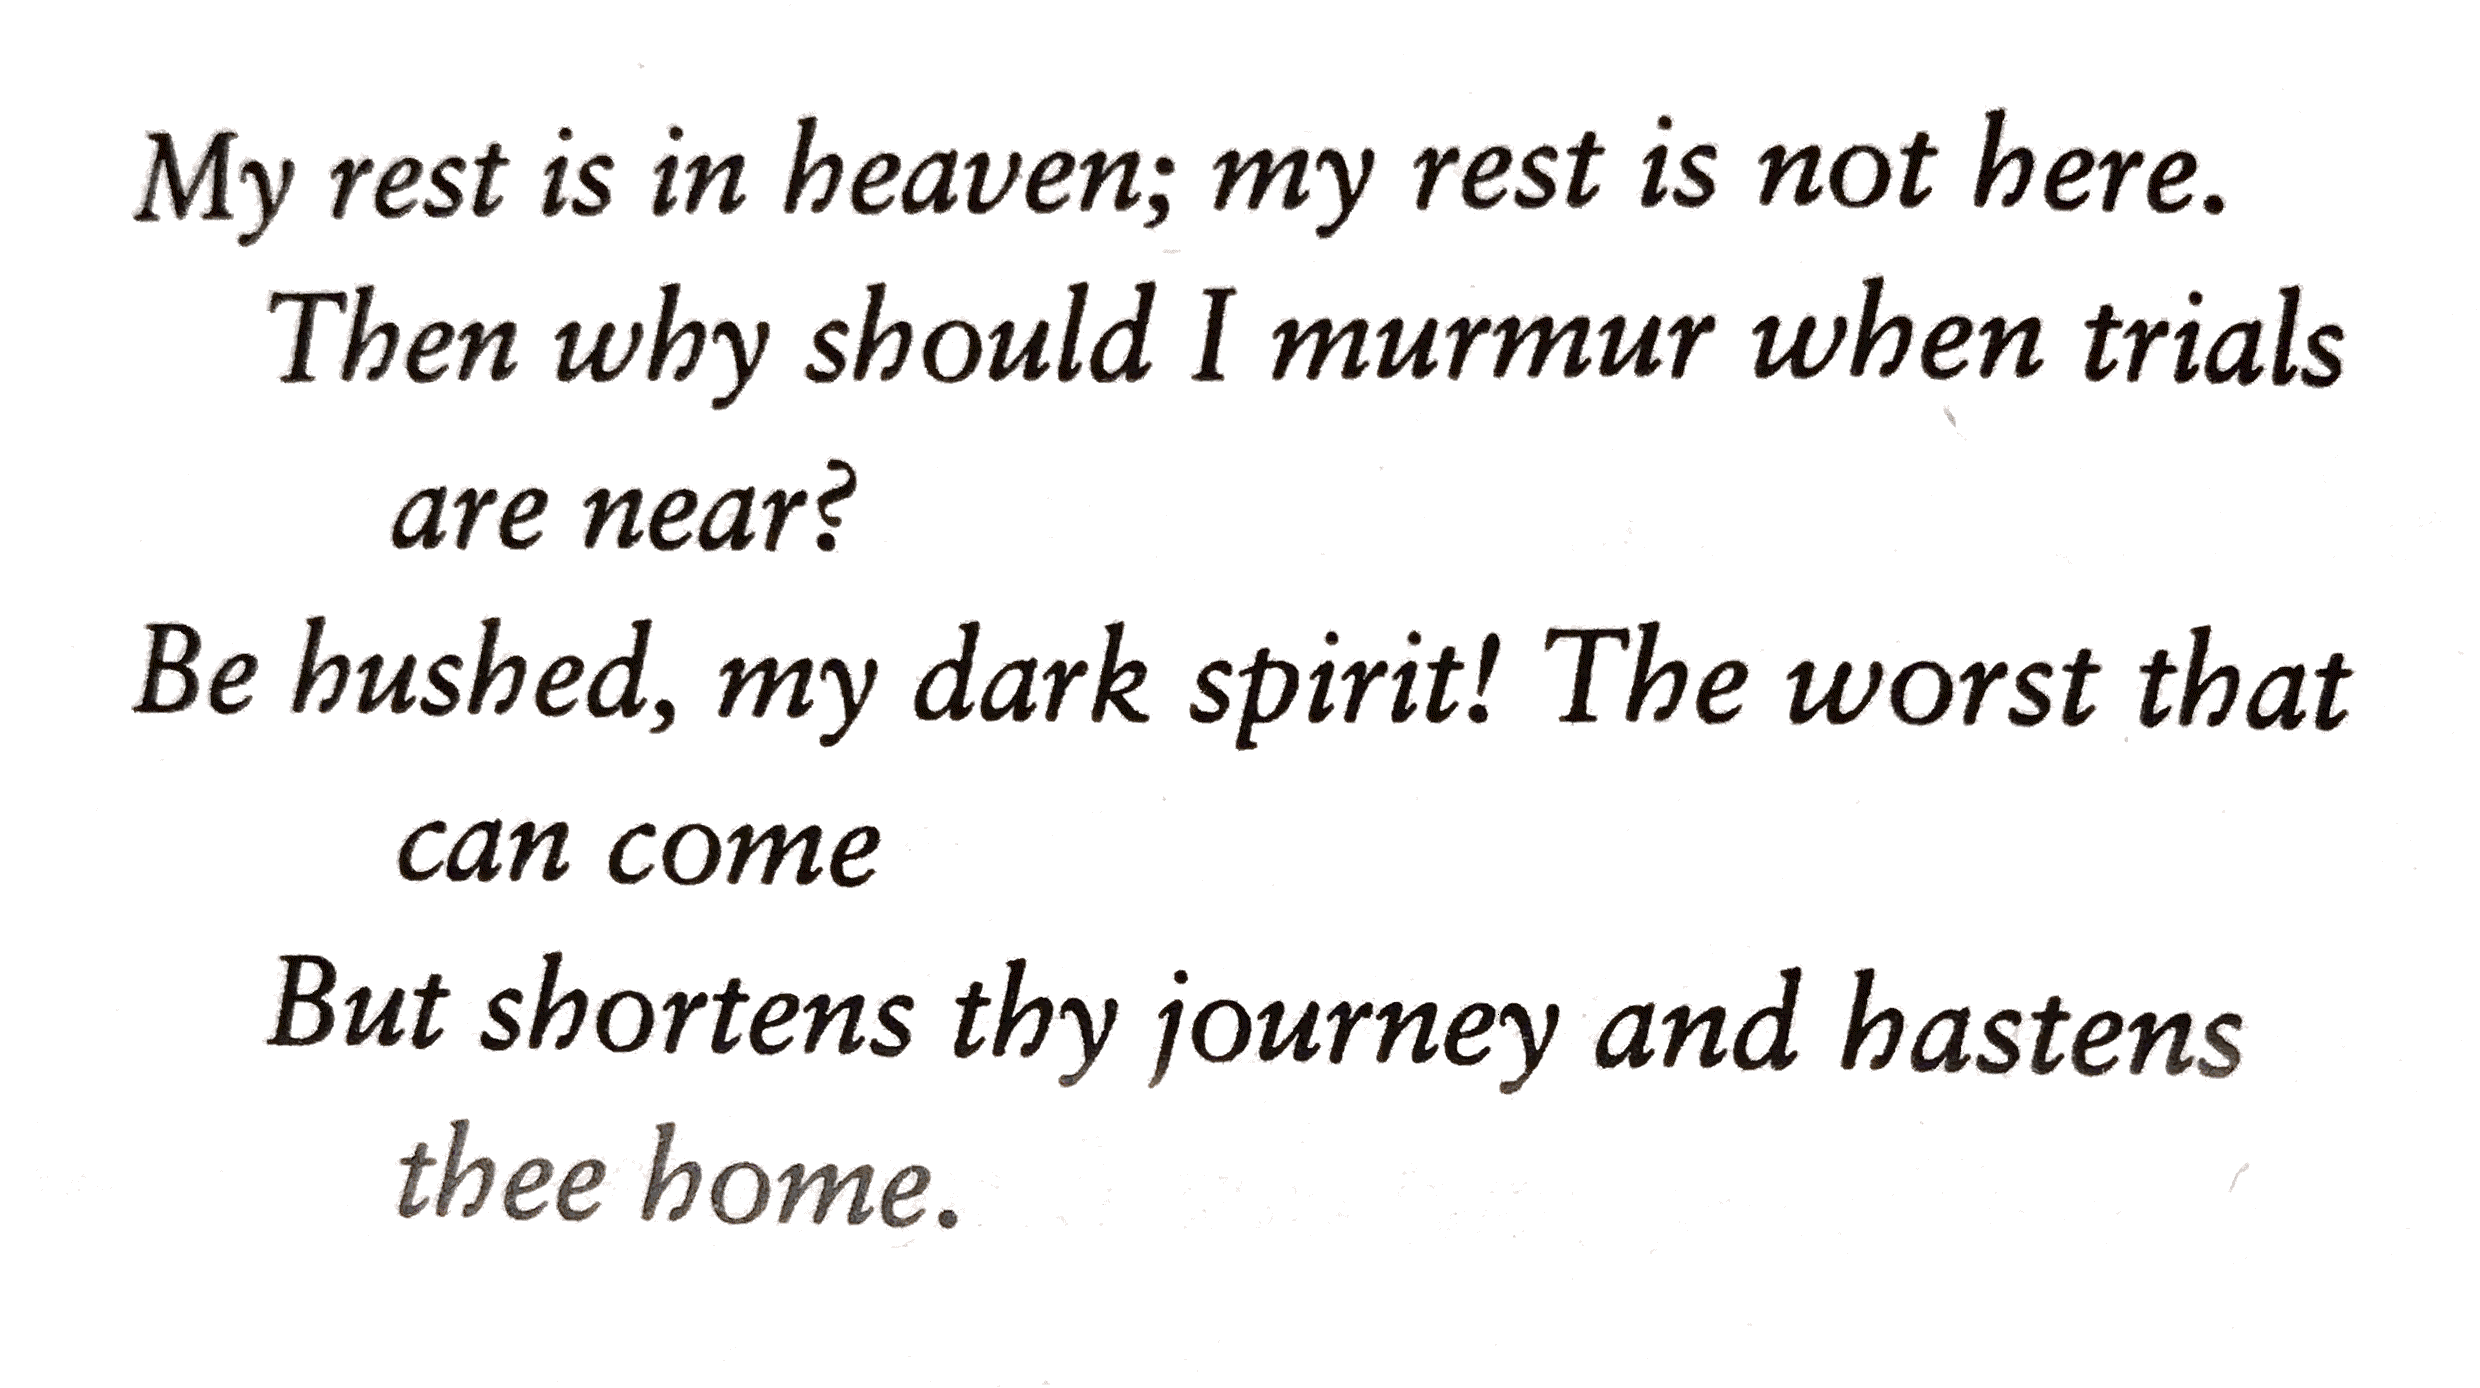 My rest is in heaven; my rest is not here.
Then why should I murmur when trials
are near?
Be hushed, my dark spirit! The worst that
can come
But shortens thy journey and hastens
thee home.